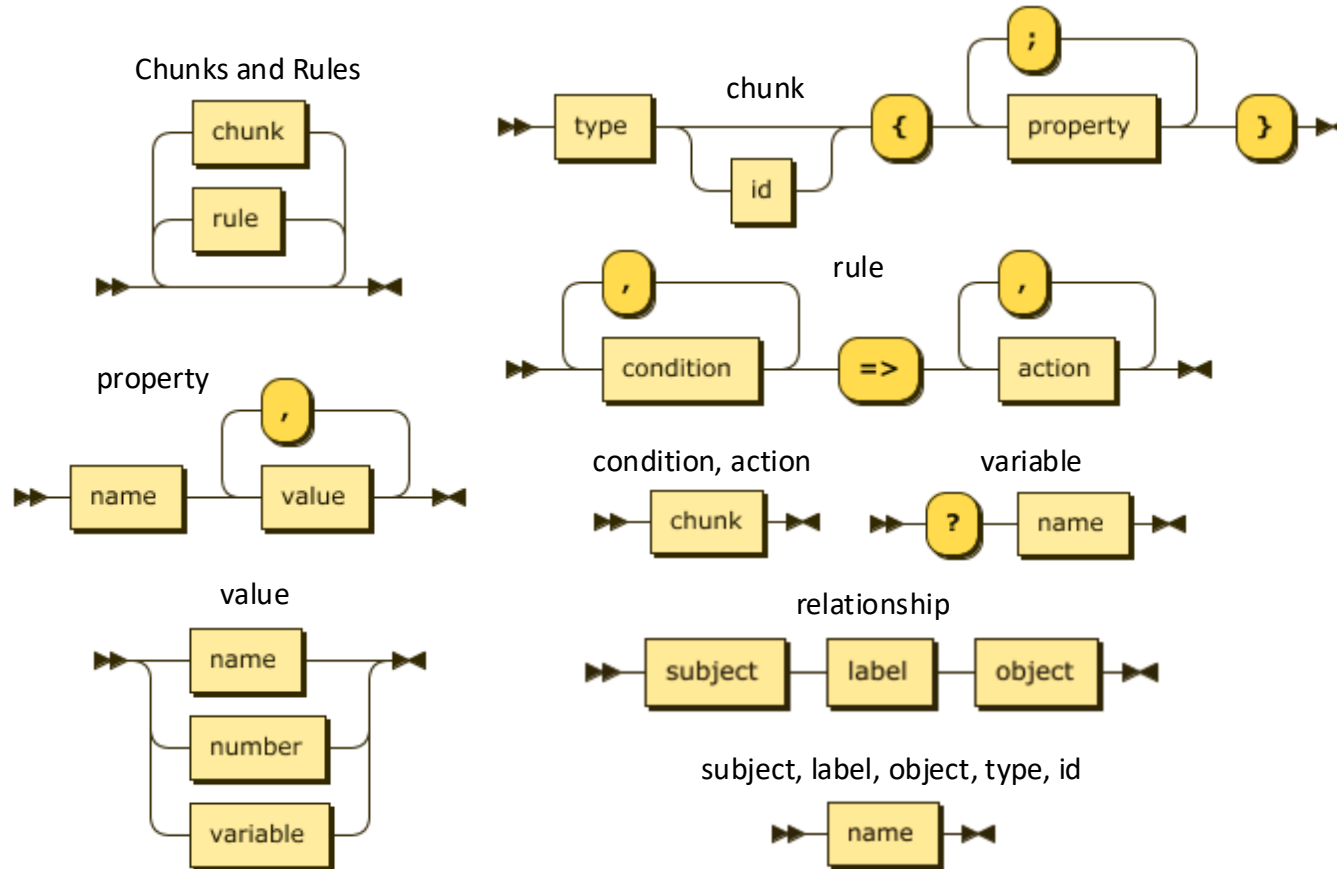 Chunks and Rules
chunk
rule
chunk
;
type
{
property
}
id
rule
,
,
condition
=>
action
property
,
name
value
condition, action
chunk
variable
?
name
value
name
number
variable
relationship
subject
label
object
subject, label, object, type, id
name